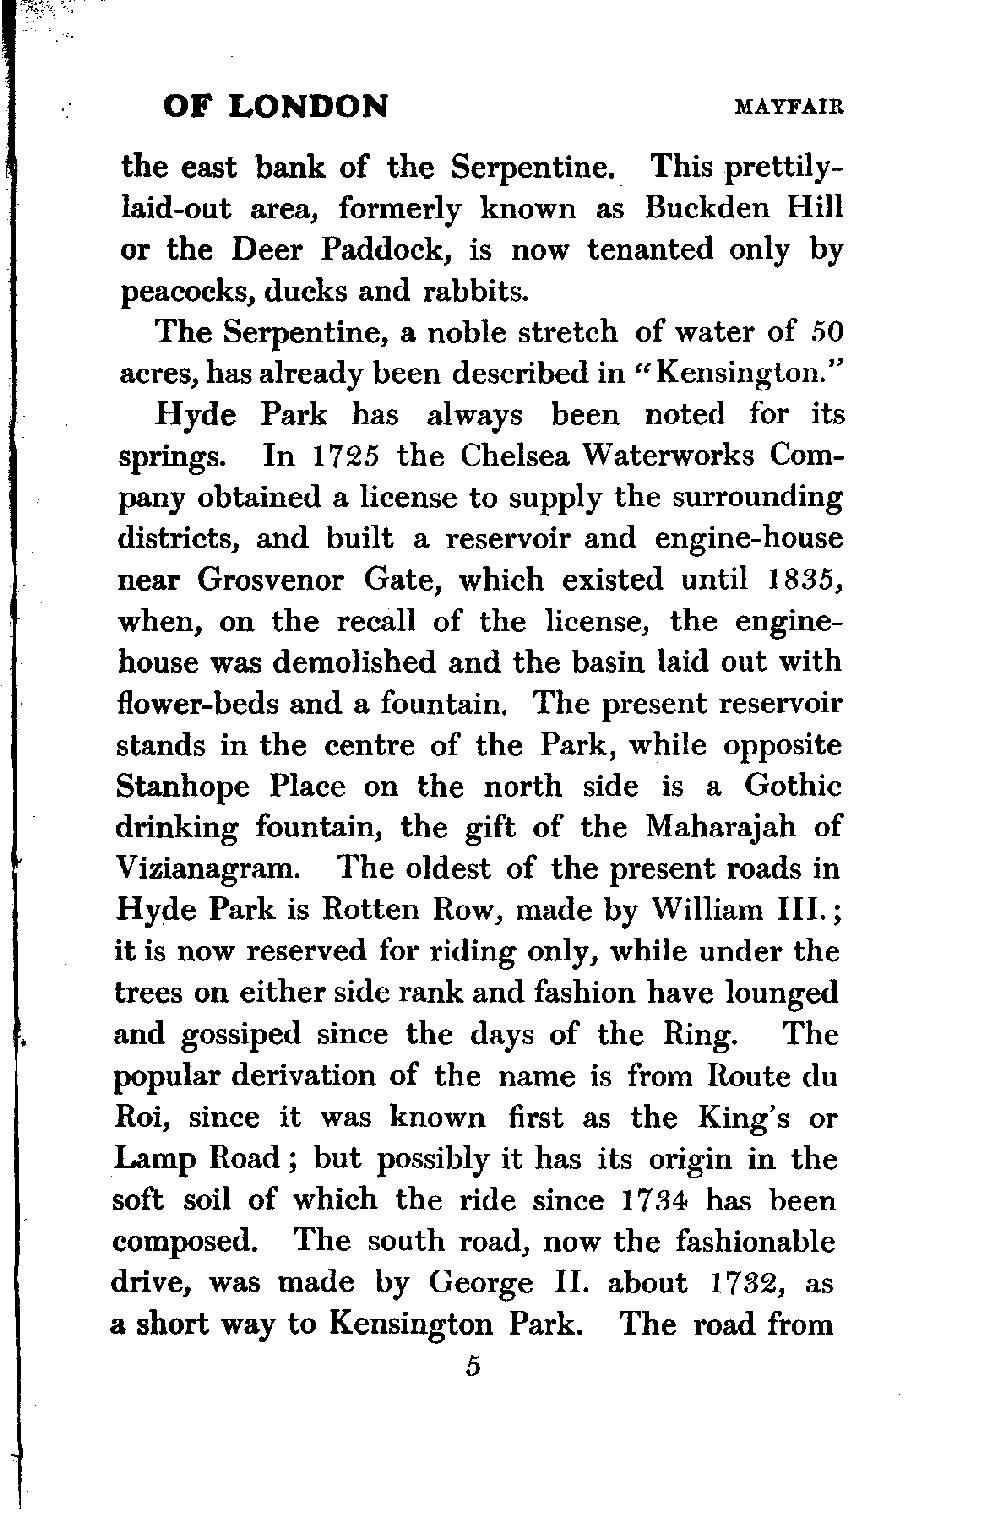 OF LONDON MAYFAIR
the east bank of the Serpentine. This prettily-
laid-out area, formerly known as Buckden Hill
or the Deer Paddock, is now tenanted only by
peacocks, ducks and rabbits.
The Serpentine, a noble stretch of water of 50
acres, has already been described in “Kensington.”
Hyde Park has always been noted for its
springs. In 1725 the Chelsea Waterworks Com-
pany obtained a license to supply the surrounding
districts, and built a reservoir and engine-house
near Grosvenor Gate, which existed until 1835,
when, on the recall of the license, the engine-
house was demolished and the basin laid out with
flower-beds and a fountain. The present reservoir
stands in the centre of the Park, while opposite
Stanhope Place on the north side is a Gothic
drinking fountain, the gift of the Maharajah of
Vizianagram. The oldest of the present roads in
Hyde Park is Rotten Row, made by William III.;
it is now reserved for riding only, while under the
trees on either side rank and fashion have lounged
and gossiped since the days of the Ring. The
popular derivation of the name is from Route du
Roi, since it was known first as the King's or
Lamp Road; but possibly it has its origin in the
soft soil of which the ride since 1734 has been
composed. The south road, now the fashionable
drive, was made by George II. about 1732, as
a short way to Kensington Park. The road from
5